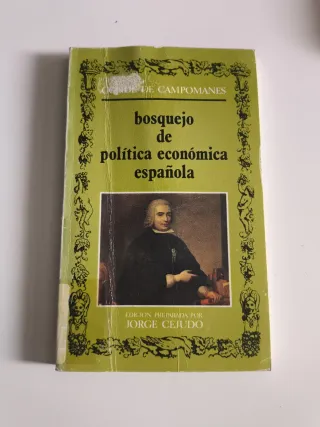 CONDE DE CAMPOMANES
bosquejo
de
política económica
española
EDICIÓN PREPARADA POR
JORGE CEJUDO